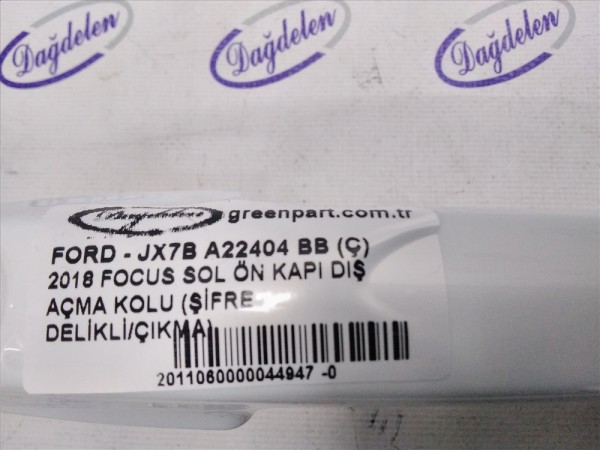 Dağdelen Dağdelen Dağdelen
Dağdelen greenpart.com.tr
FORD - JX7B A22404 BB (Ç)
2018 FOCUS SOL ÖN KAPI DIŞ
AÇMA KOLU (ŞİFRE
DELİKLİ/ÇIKMA)
2011060000044947 -0